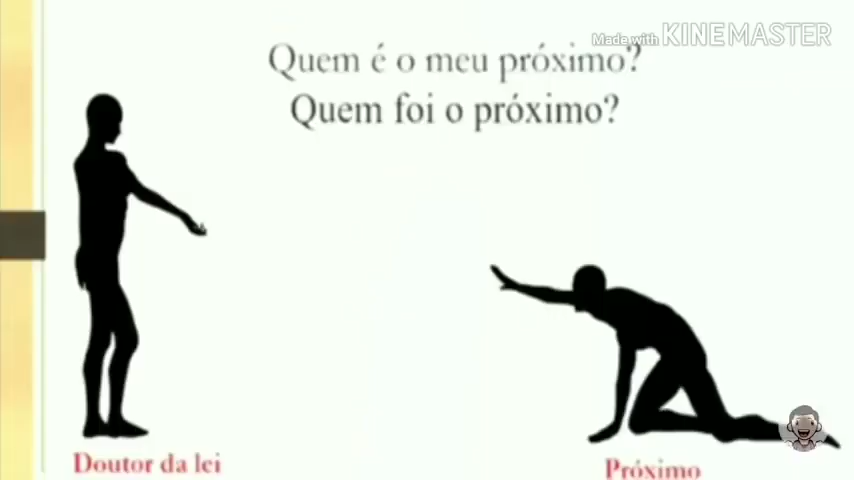 Made with KINEMASTER
Quem é o meu próximo?
Quem foi o próximo?
Doutor da lei
Próximo